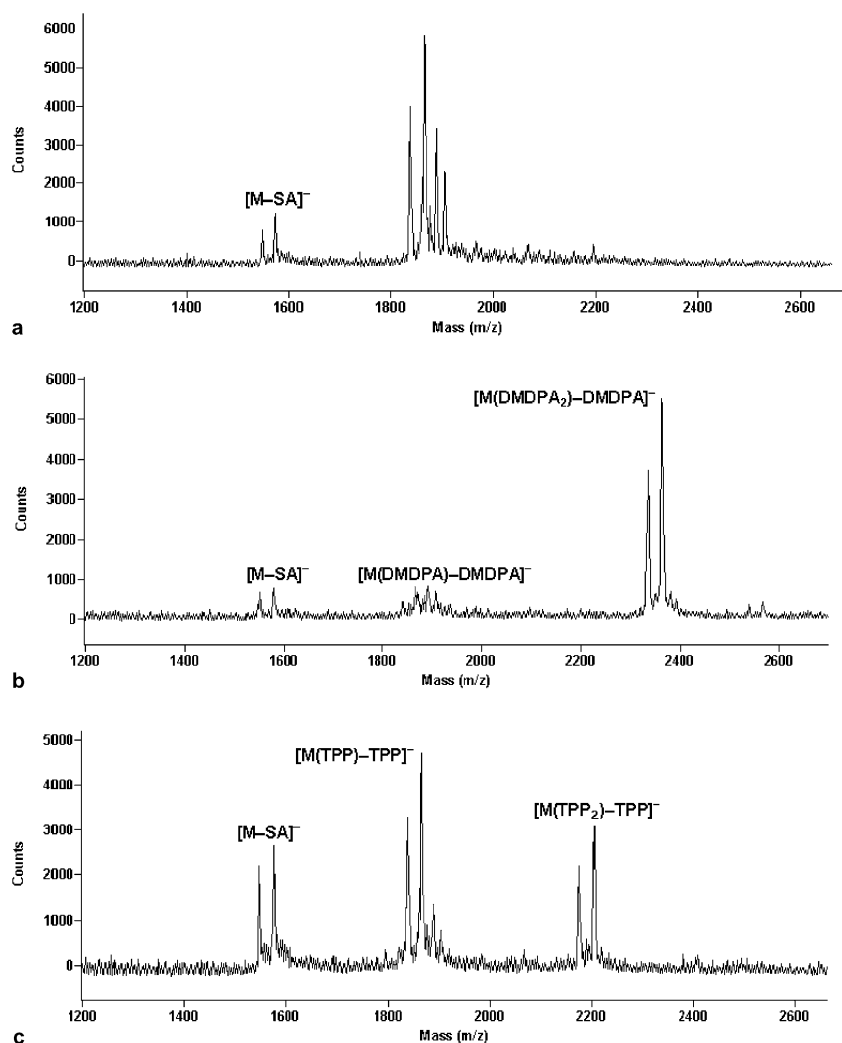 6000
5000
4000
3000
2000
1000
0
Counts
[M–SA]⁻
1200 1400 1600 1800 2000 2200 2400 2600
Mass (m/z)
a
6000
5000
4000
3000
2000
1000
0
Counts
[M–SA]⁻
[M(DMDPA)–DMDPA]⁻
[M(DMDPA₂)–DMDPA]⁻
1200 1400 1600 1800 2000 2200 2400 2600
Mass (m/z)
b
5000
4000
3000
2000
1000
0
Counts
[M–SA]⁻
[M(TPP)–TPP]⁻
[M(TPP₂)–TPP]⁻
1200 1400 1600 1800 2000 2200 2400 2600
Mass (m/z)
c